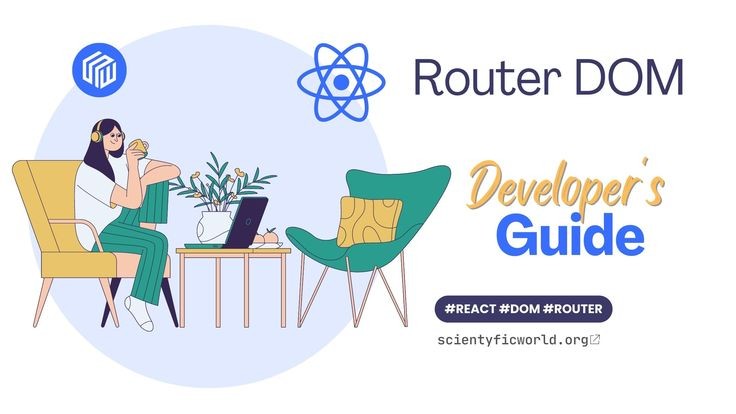 Router DOM
Developer's
Guide
#REACT #DOM #ROUTER
scientyficworld.org